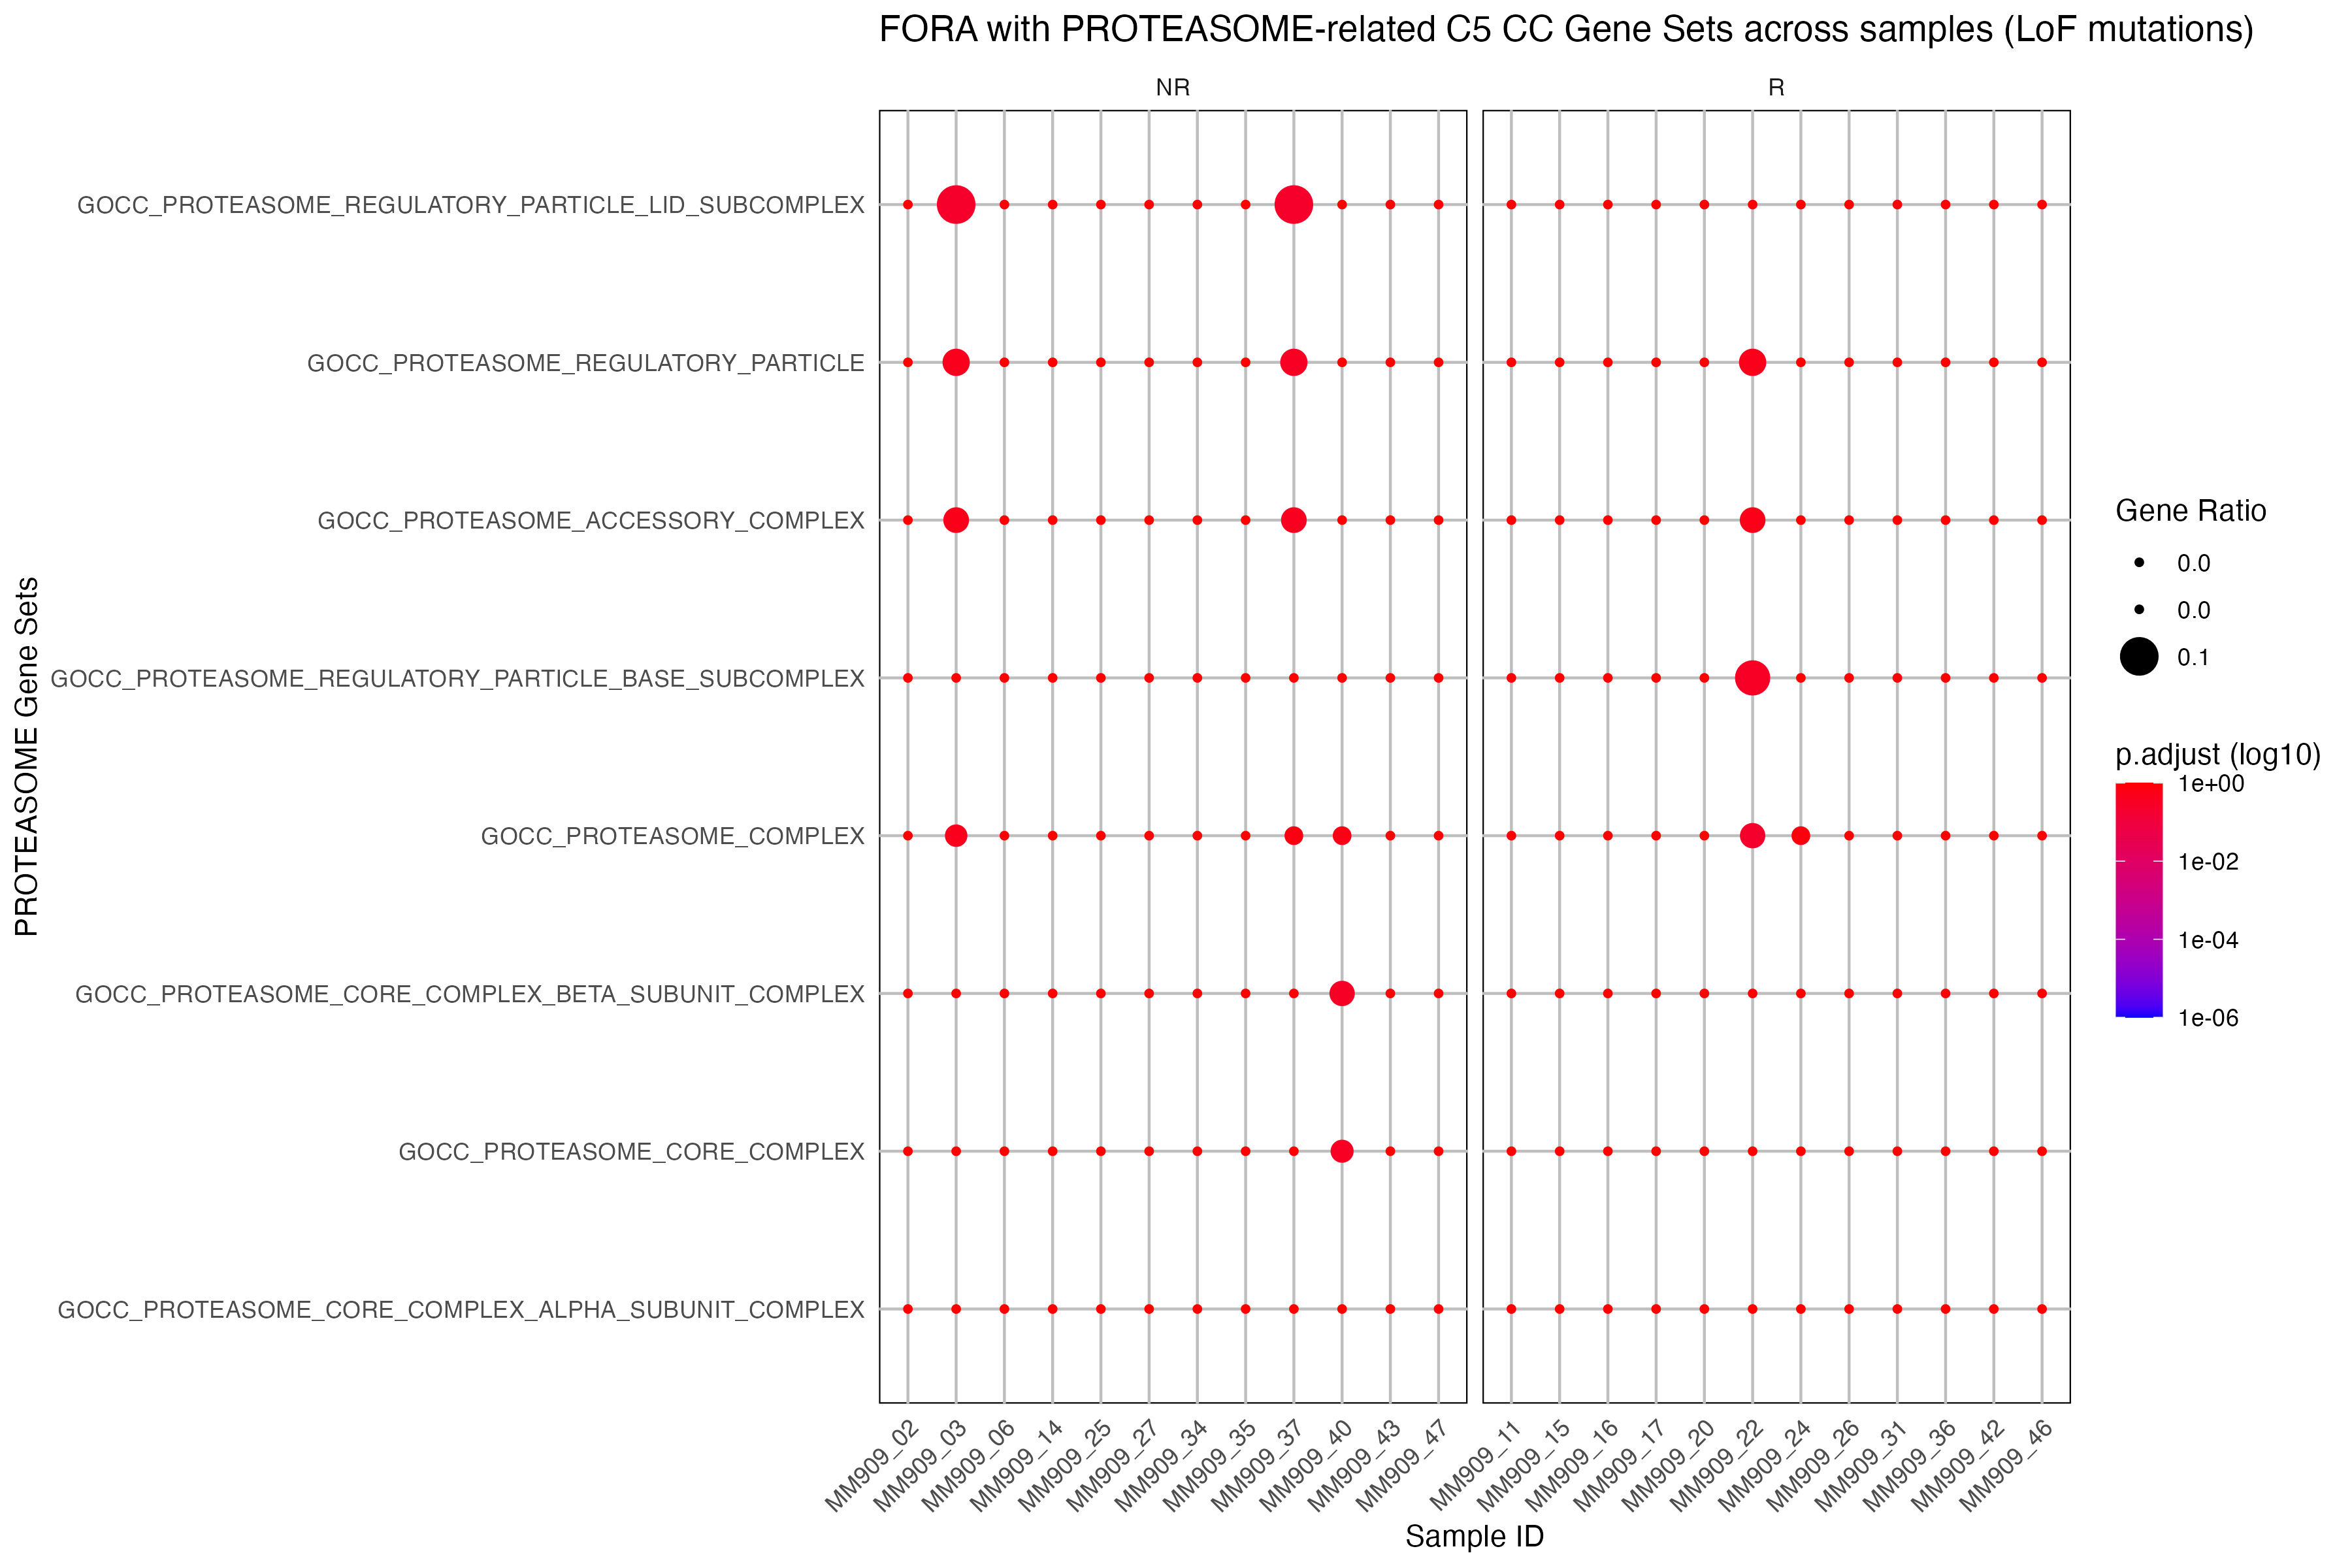 FORA with PROTEASOME-related C5 CC Gene Sets across samples (LoF mutations)
NR
R
PROTEASOME Gene Sets
GOCC_PROTEASOME_REGULATORY_PARTICLE_LID_SUBCOMPLEX
GOCC_PROTEASOME_REGULATORY_PARTICLE
GOCC_PROTEASOME_ACCESSORY_COMPLEX
GOCC_PROTEASOME_REGULATORY_PARTICLE_BASE_SUBCOMPLEX
GOCC_PROTEASOME_COMPLEX
GOCC_PROTEASOME_CORE_COMPLEX_BETA_SUBUNIT_COMPLEX
GOCC_PROTEASOME_CORE_COMPLEX
GOCC_PROTEASOME_CORE_COMPLEX_ALPHA_SUBUNIT_COMPLEX
MM909_02
MM909_03
MM909_06
MM909_14
MM909_25
MM909_27
MM909_34
MM909_35
MM909_37
MM909_40
MM909_43
MM909_47
MM909_11
MM909_15
MM909_16
MM909_17
MM909_20
MM909_22
MM909_24
MM909_26
MM909_31
MM909_36
MM909_42
MM909_46
Sample ID
Gene Ratio
0.0
0.0
0.1
p.adjust (log10)
1e+00
1e-02
1e-04
1e-06